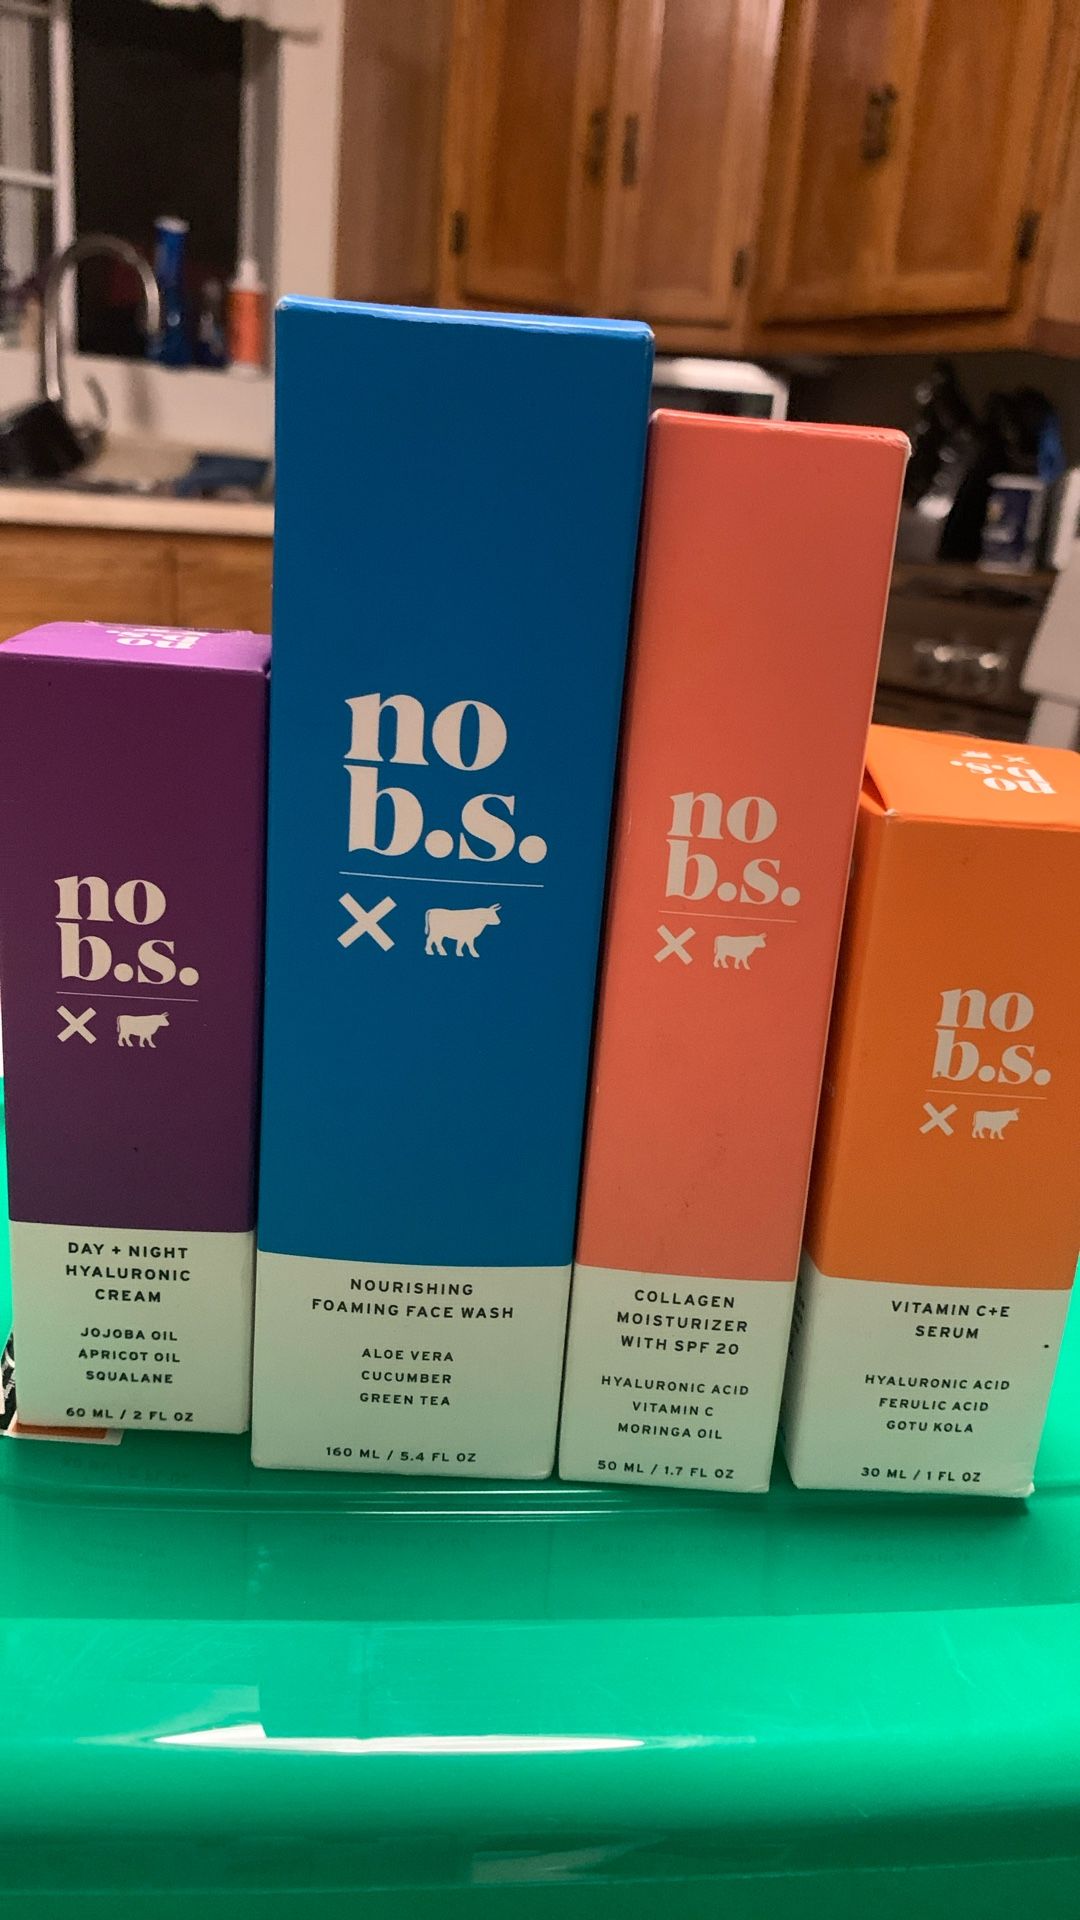 no
b.s.
no
b.s.
DAY + NIGHT
HYALURONIC
CREAM
JOJOBA OIL
APRICOT OIL
SQUALANE
60 ML / 2 FL OZ
no
b.s.
NOURISHING
FOAMING FACE WASH
ALOE VERA
CUCUMBER
GREEN TEA
160 ML / 5.4 FL OZ
no
b.s.
COLLAGEN
MOISTURIZER
WITH SPF 20
HYALURONIC ACID
VITAMIN C
MORINGA OIL
50 ML / 1.7 FL OZ
no
b.s.
no
b.s.
VITAMIN C+E
SERUM
HYALURONIC ACID
FERULIC ACID
GOTU KOLA
30 ML / 1 FL OZ